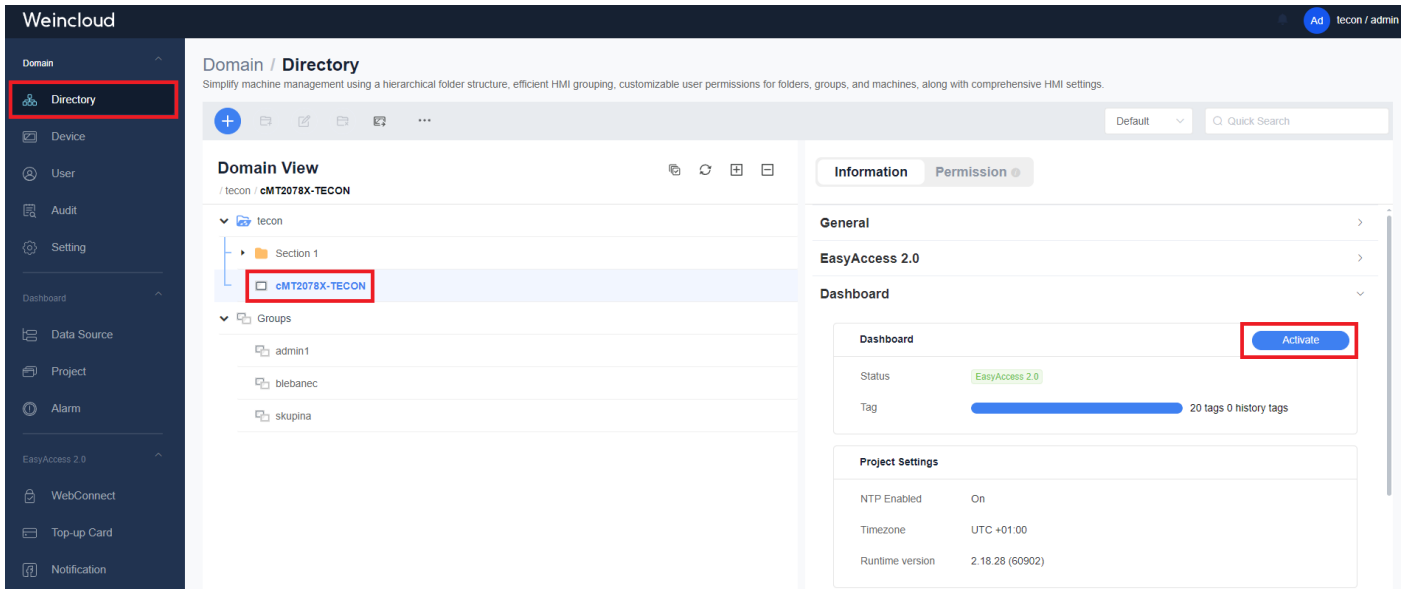 Weincloud
Ad tecon / admin
Domain
Directory
Device
User
Audit
Setting
Dashboard
Data Source
Project
Alarm
EasyAccess 2.0
WebConnect
Top-up Card
Notification
Domain / Directory
Simplify machine management using a hierarchical folder structure, efficient HMI grouping, customizable user permissions for folders, groups, and machines, along with comprehensive HMI settings.
Default
Quick Search
Domain View
/ tecon / cMT2078X-TECON
tecon
Section 1
cMT2078X-TECON
Groups
admin1
blebanec
skupina
Information Permission
General
EasyAccess 2.0
Dashboard
Dashboard Activate
Status EasyAccess 2.0
Tag 20 tags 0 history tags
Project Settings
NTP Enabled On
Timezone UTC +01:00
Runtime version 2.18.28 (60902)